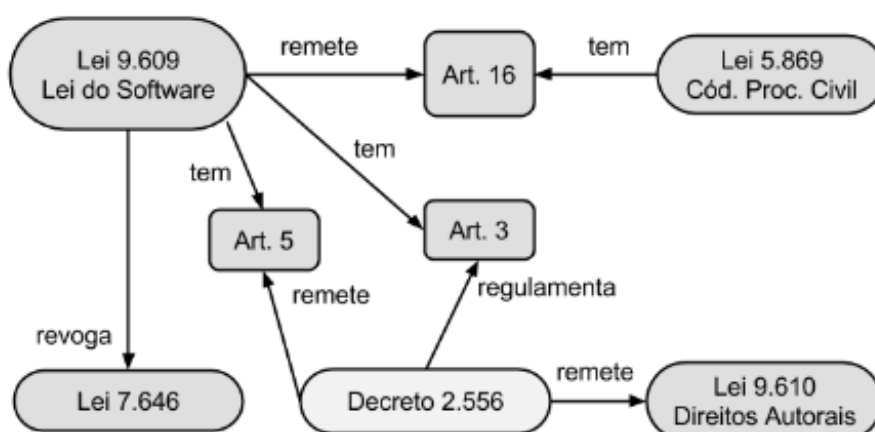 Lei 9.609
Lei do Software
remete
Art. 16
tem
Lei 5.869
Cód. Proc. Civil
tem
tem
Art. 5
Art. 3
remete
regulamenta
revoga
Lei 7.646
Decreto 2.556
remete
Lei 9.610
Direitos Autorais